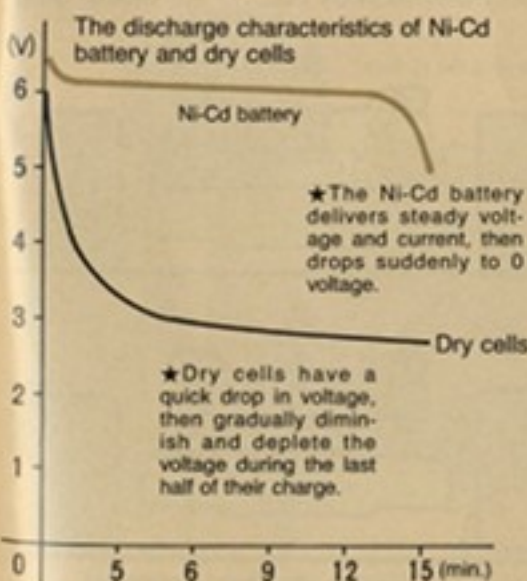 The discharge characteristics of Ni-Cd
battery and dry cells
(V)
6
Ni-Cd battery
5
★The Ni-Cd battery
delivers steady volt-
age and current, then
drops suddenly to 0
voltage.
4
3
Dry cells
★Dry cells have a
quick drop in voltage,
then gradually dimin-
ish and deplete the
voltage during the last
half of their charge.
2
1
0
5 6 9 12 15 (min.)